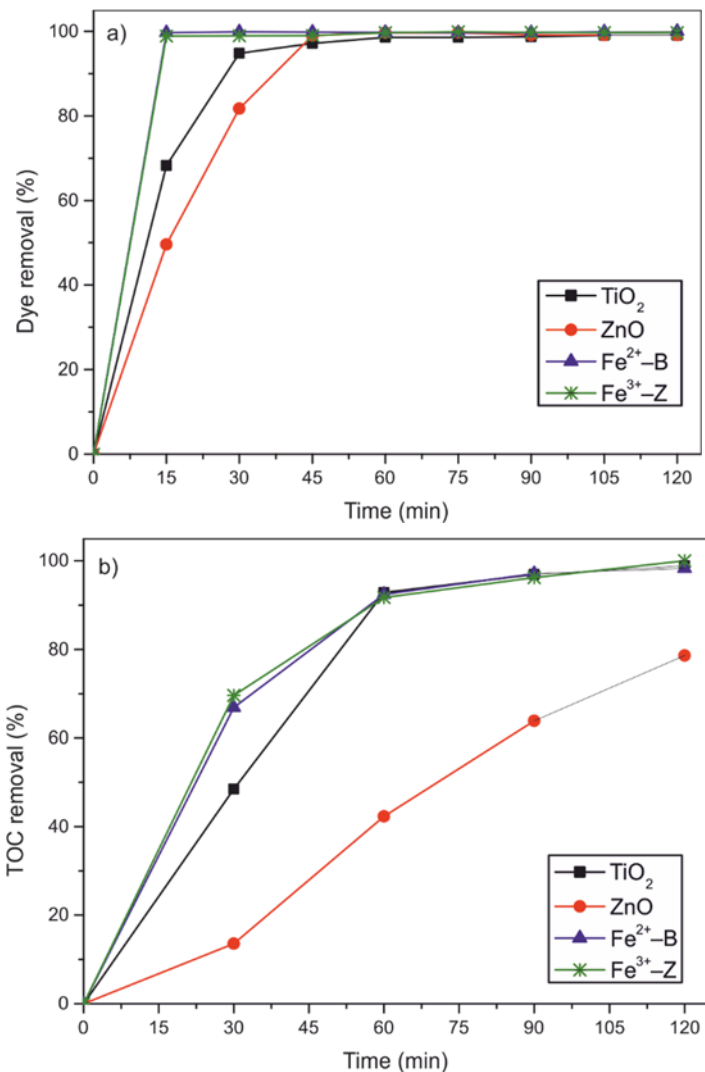 a)
100
80
60
40
20
0
Dye removal (%)
TiO₂
ZnO
Fe²⁺–B
Fe³⁺–Z
0 15 30 45 60 75 90 105 120
Time (min)
b)
100
80
60
40
20
0
TOC removal (%)
TiO₂
ZnO
Fe²⁺–B
Fe³⁺–Z
0 15 30 45 60 75 90 105 120
Time (min)